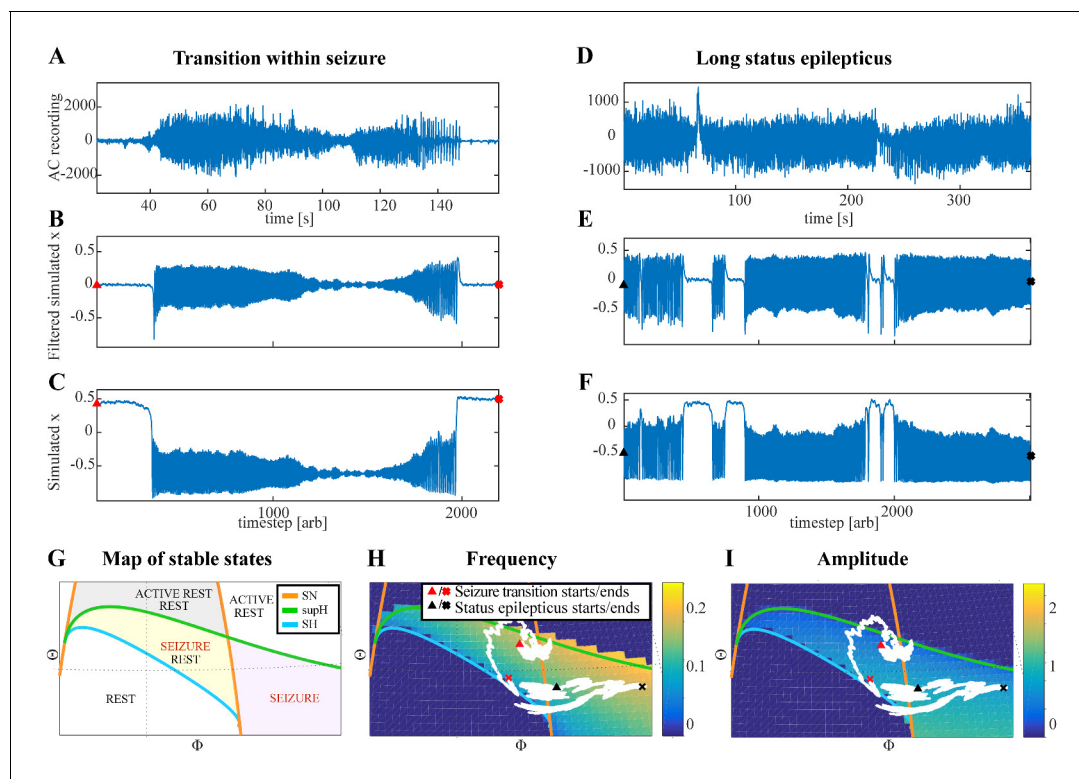 A
Transition within seizure
AC recording
2000
0
-2000
40
60
80
100
120
140
time [s]
B
Filtered simulated x
0.5
0
-0.5
C
Simulated x
0.5
0
-0.5
1000
2000
timestep [arb]
D
Long status epilepticus
1000
0
-1000
100
200
300
time [s]
E
0.5
0
-0.5
F
0.5
0
-0.5
1000
2000
timestep [arb]
G
Map of stable states
ACTIVE REST
REST
ACTIVE
REST
SN
supH
SH
SEIZURE
REST
REST
SEIZURE
Θ
Φ
H
Frequency
/ Seizure transition starts/ends
/ Status epilepticus starts/ends
Θ
Φ
0.2
0.1
0
I
Amplitude
Θ
Φ
2
1
0